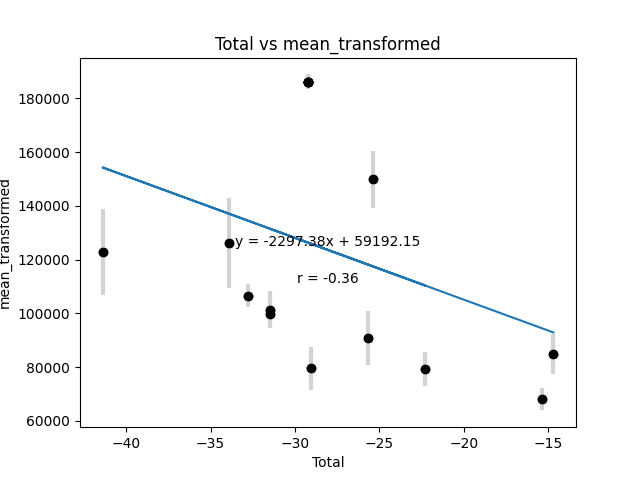 Total vs mean_transformed
180000
160000
140000
120000
100000
80000
60000
mean_transformed
y = -2297.38x + 59192.15
r = -0.36
−40
−35
−30
−25
−20
−15
Total